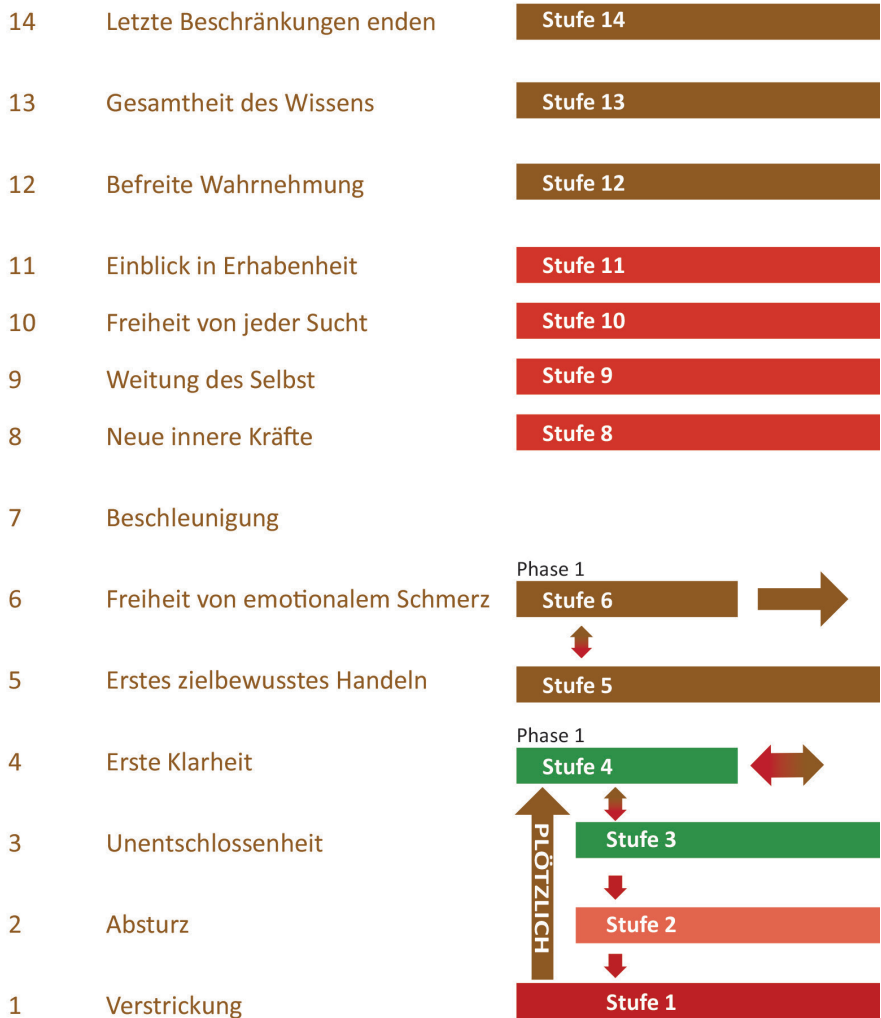 14 Letzte Beschränkungen enden Stufe 14
13 Gesamtheit des Wissens Stufe 13
12 Befreite Wahrnehmung Stufe 12
11 Einblick in Erhabenheit Stufe 11
10 Freiheit von jeder Sucht Stufe 10
9 Weitung des Selbst Stufe 9
8 Neue innere Kräfte Stufe 8
7 Beschleunigung
Phase 1
6 Freiheit von emotionalem Schmerz Stufe 6
5 Erstes zielbewusstes Handeln Stufe 5
Phase 1
4 Erste Klarheit Stufe 4
3 Unentschlossenheit Stufe 3
PLÖTZLICH
2 Absturz Stufe 2
1 Verstrickung Stufe 1